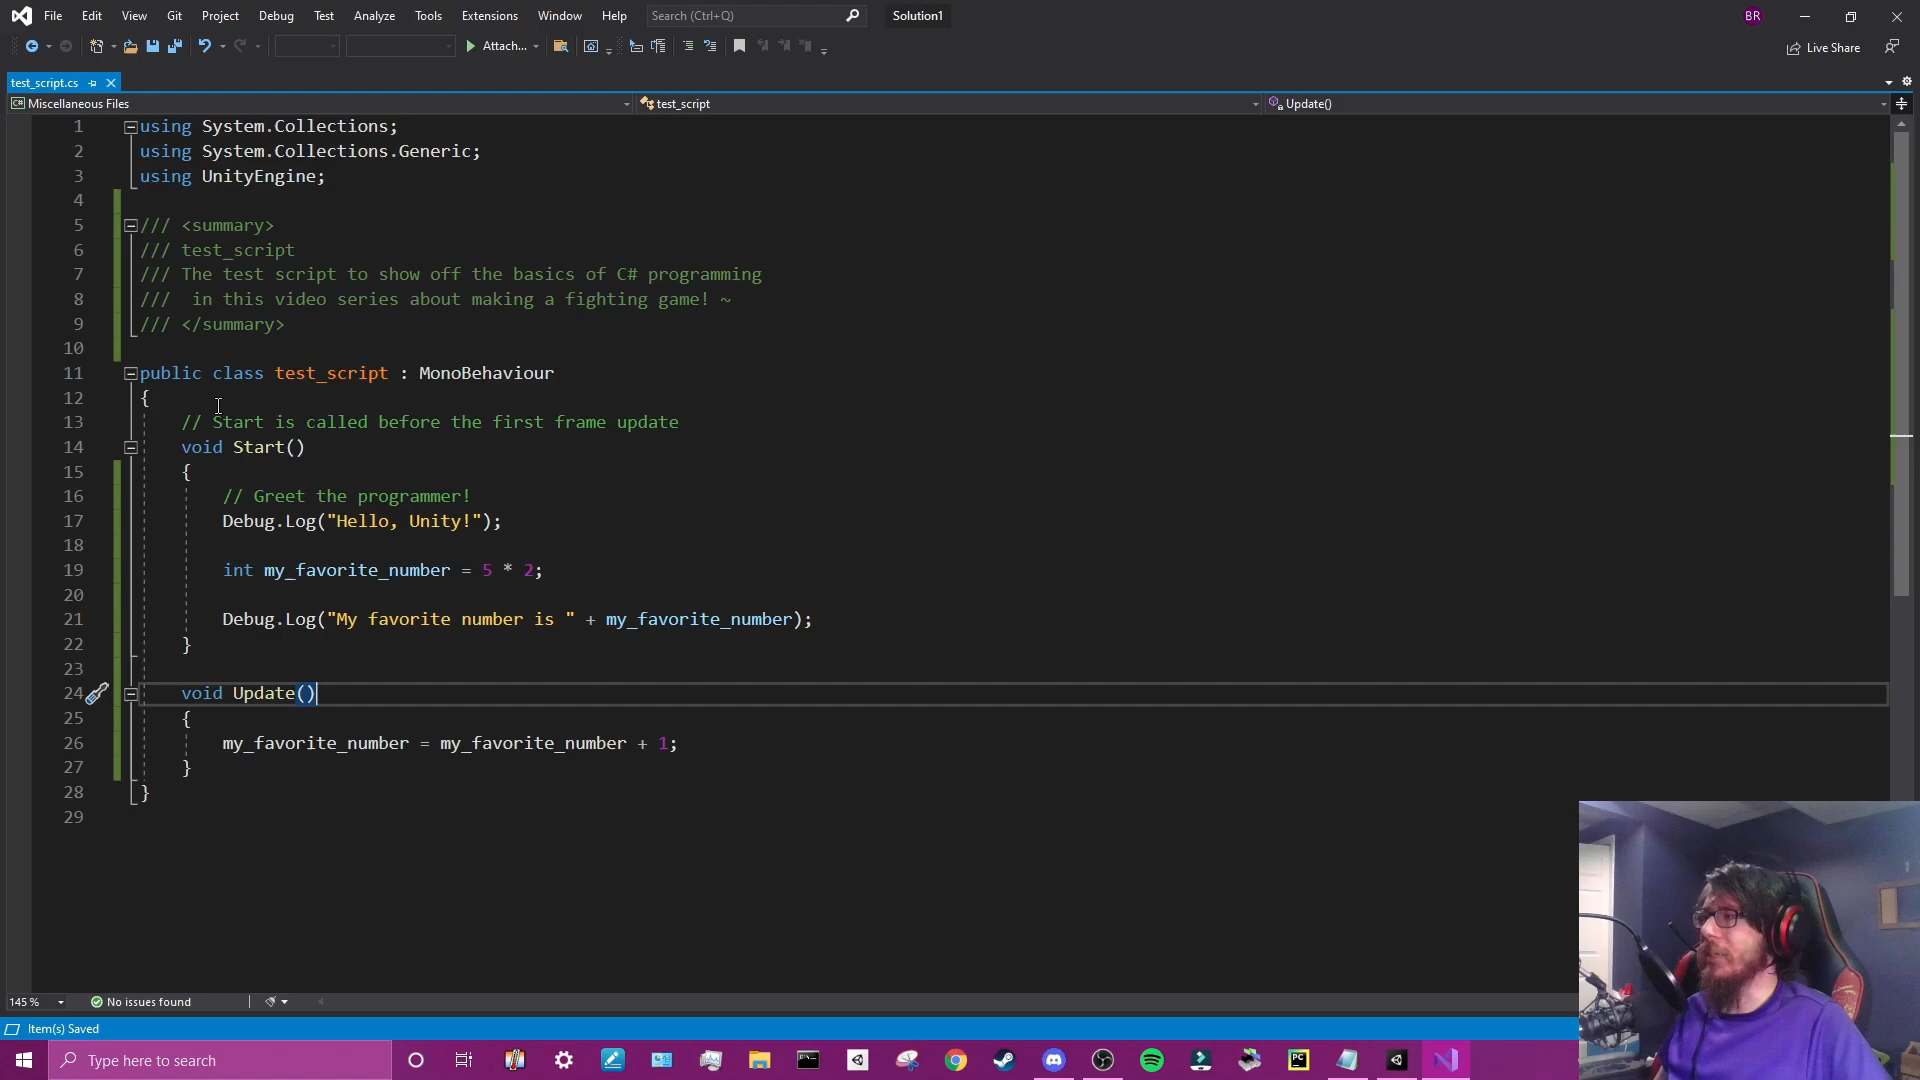 File Edit View Git Project Debug Test Analyze Tools Extensions Window Help Search (Ctrl+Q) Solution1 BR
Attach... Live Share
test_script.cs
C# Miscellaneous Files test_script Update()
1 using System.Collections;
2 using System.Collections.Generic;
3 using UnityEngine;
4
5 /// <summary>
6 /// test_script
7 /// The test script to show off the basics of C# programming
8 /// in this video series about making a fighting game! ~
9 /// </summary>
10
11 public class test_script : MonoBehaviour
12 {
13 // Start is called before the first frame update
14 void Start()
15 {
16 // Greet the programmer!
17 Debug.Log("Hello, Unity!");
18
19 int my_favorite_number = 5 * 2;
20
21 Debug.Log("My favorite number is " + my_favorite_number);
22 }
23
24 void Update()
25 {
26 my_favorite_number = my_favorite_number + 1;
27 }
28 }
29
145 % No issues found
Item(s) Saved
Type here to search PC